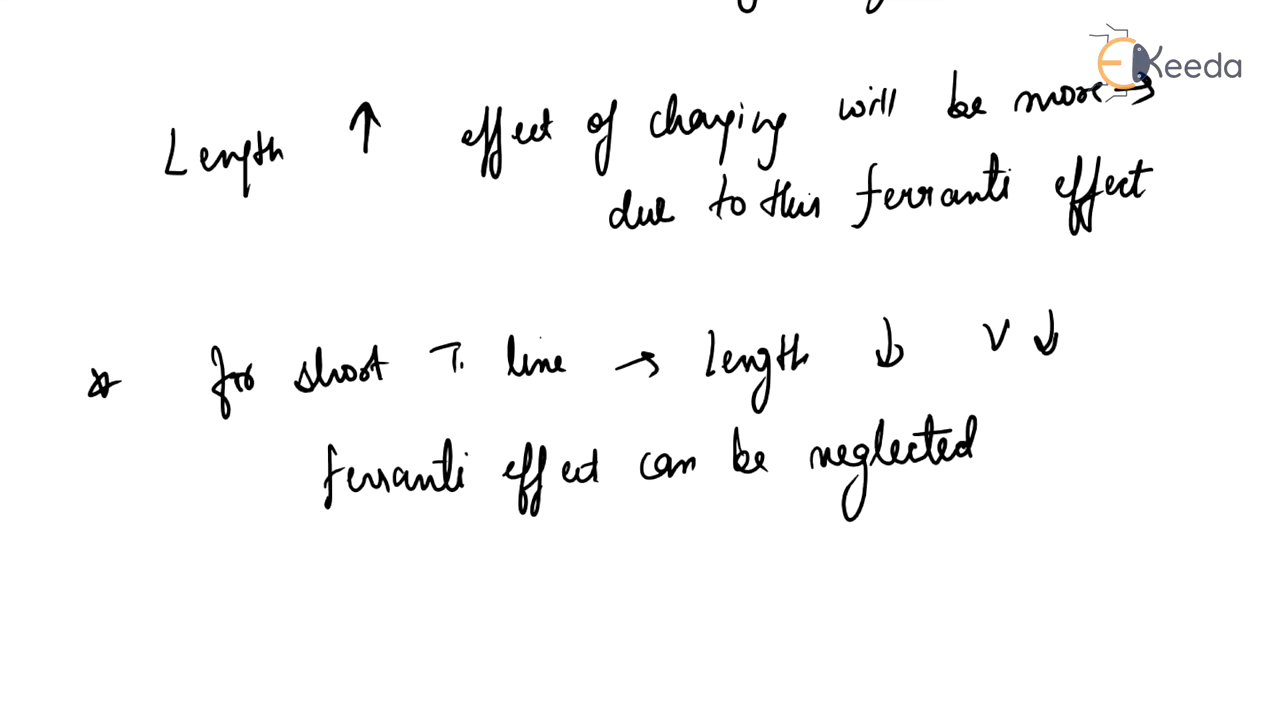 EKeeda
Length ↑ effect of charging will be more →
due to this ferranti effect
* for short T. line → Length ↓ V ↓
ferranti effect can be neglected